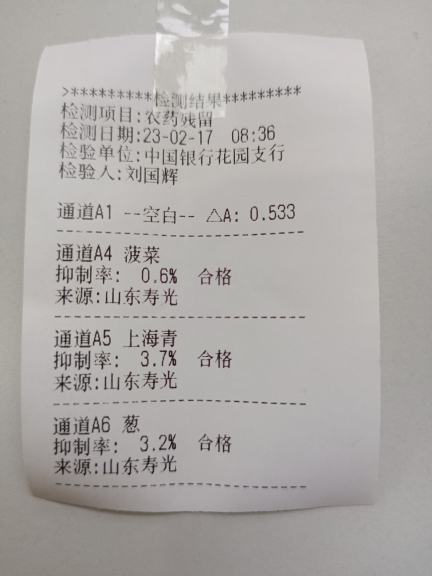 >*********检测结果*********
检测项目:农药残留
检测日期:23-02-17 08:36
检验单位:中国银行花园支行
检验人:刘国辉
通道A1 --空白-- △A: 0.533
--------------------------------
通道A4 菠菜
抑制率: 0.6% 合格
来源:山东寿光
--------------------------------
通道A5 上海青
抑制率: 3.7% 合格
来源:山东寿光
--------------------------------
通道A6 葱
抑制率: 3.2% 合格
来源:山东寿光
--------------------------------